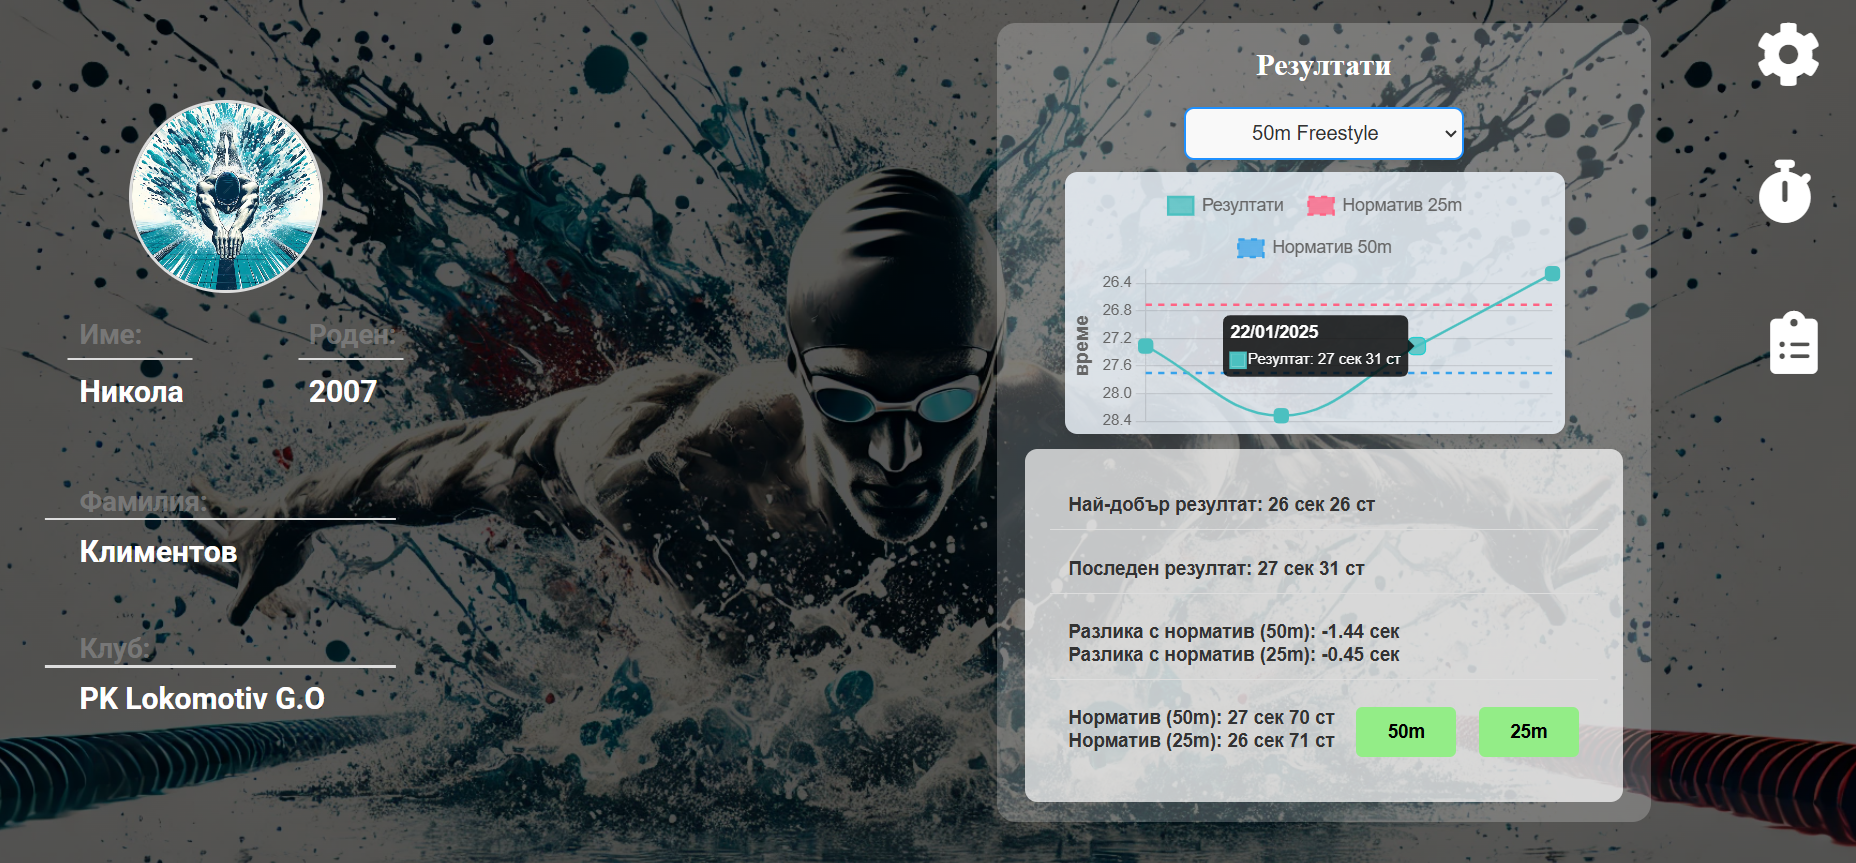 Име:
Роден:
Никола
2007
Фамилия:
Климентов
Клуб:
PK Lokomotiv G.O
Резултати
50m Freestyle
Резултати
Норматив 25m
Норматив 50m
време
26.4
26.8
27.2
27.6
28.0
28.4
22/01/2025
Резултат: 27 сек 31 ст
Най-добър резултат: 26 сек 26 ст
Последен резултат: 27 сек 31 ст
Разлика с норматив (50m): -1.44 сек
Разлика с норматив (25m): -0.45 сек
Норматив (50m): 27 сек 70 ст
Норматив (25m): 26 сек 71 ст
50m
25m